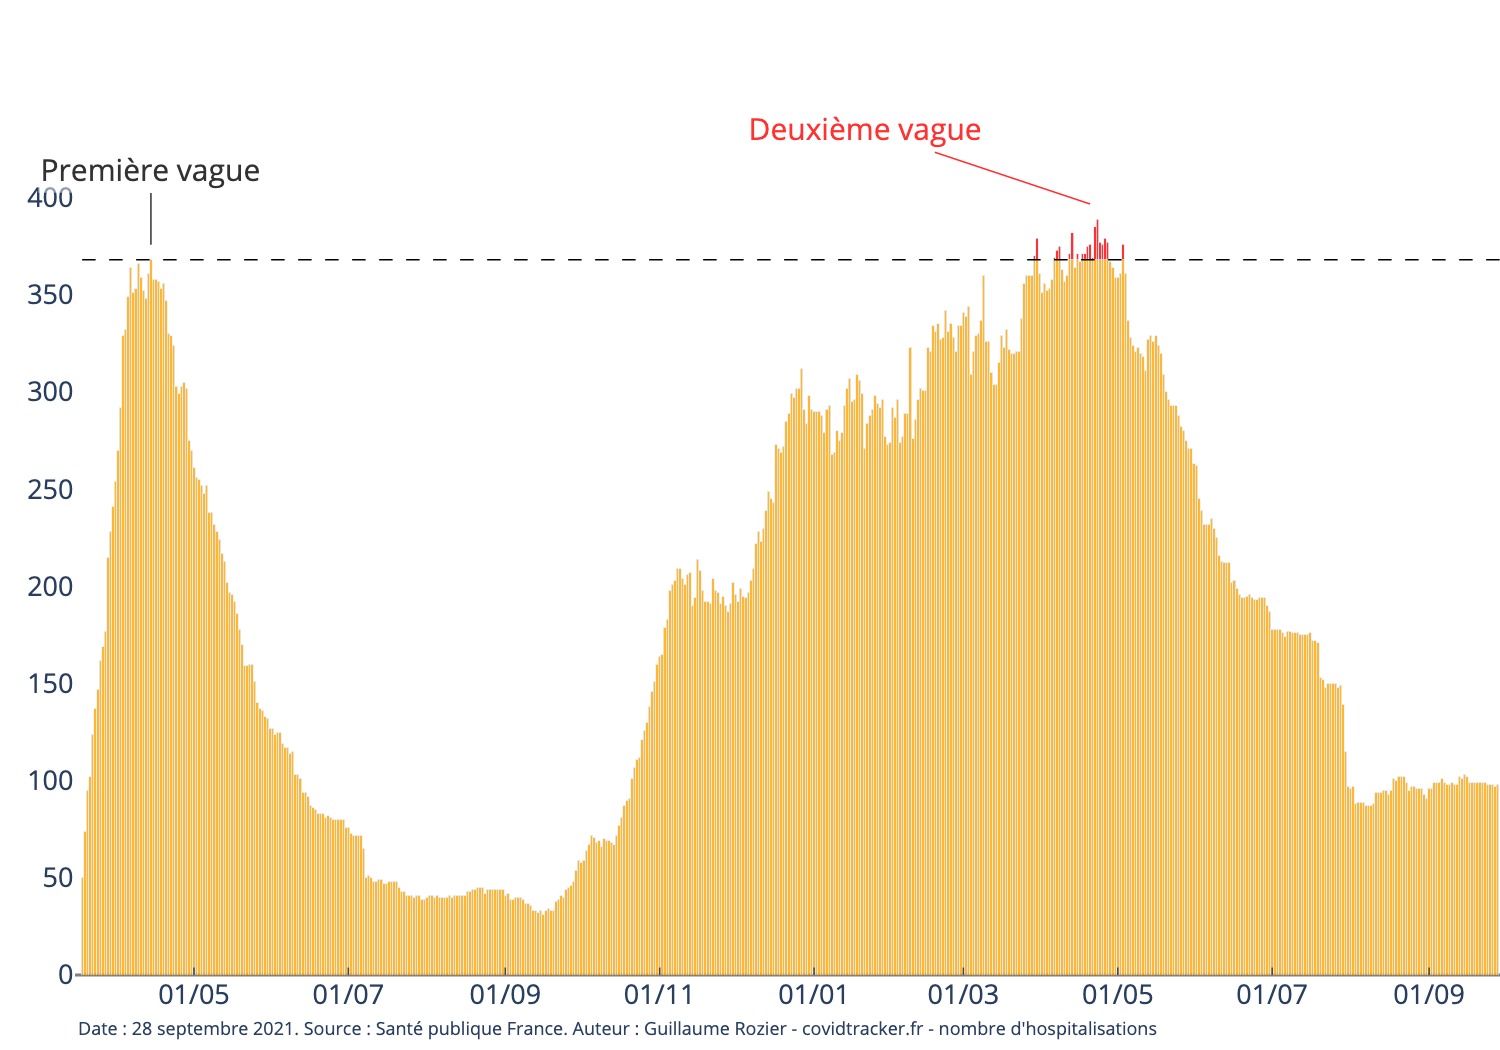 Deuxième vague
Première vague
400
350
300
250
200
150
100
50
0
01/05 01/07 01/09 01/11 01/01 01/03 01/05 01/07 01/09
Date : 28 septembre 2021. Source : Santé publique France. Auteur : Guillaume Rozier - covidtracker.fr - nombre d'hospitalisations